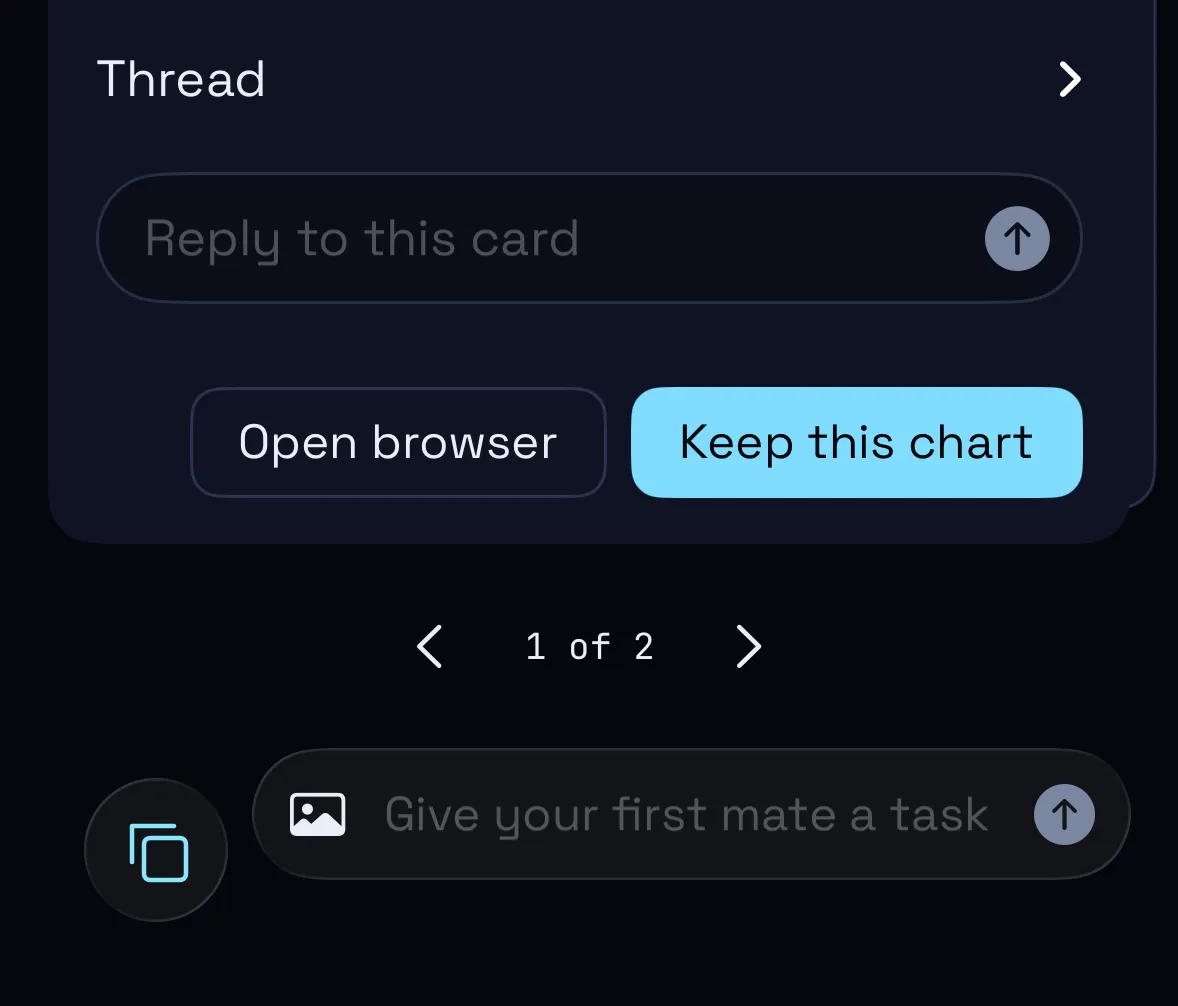 Thread
Reply to this card
Open browser
Keep this chart
1 of 2
Give your first mate a task